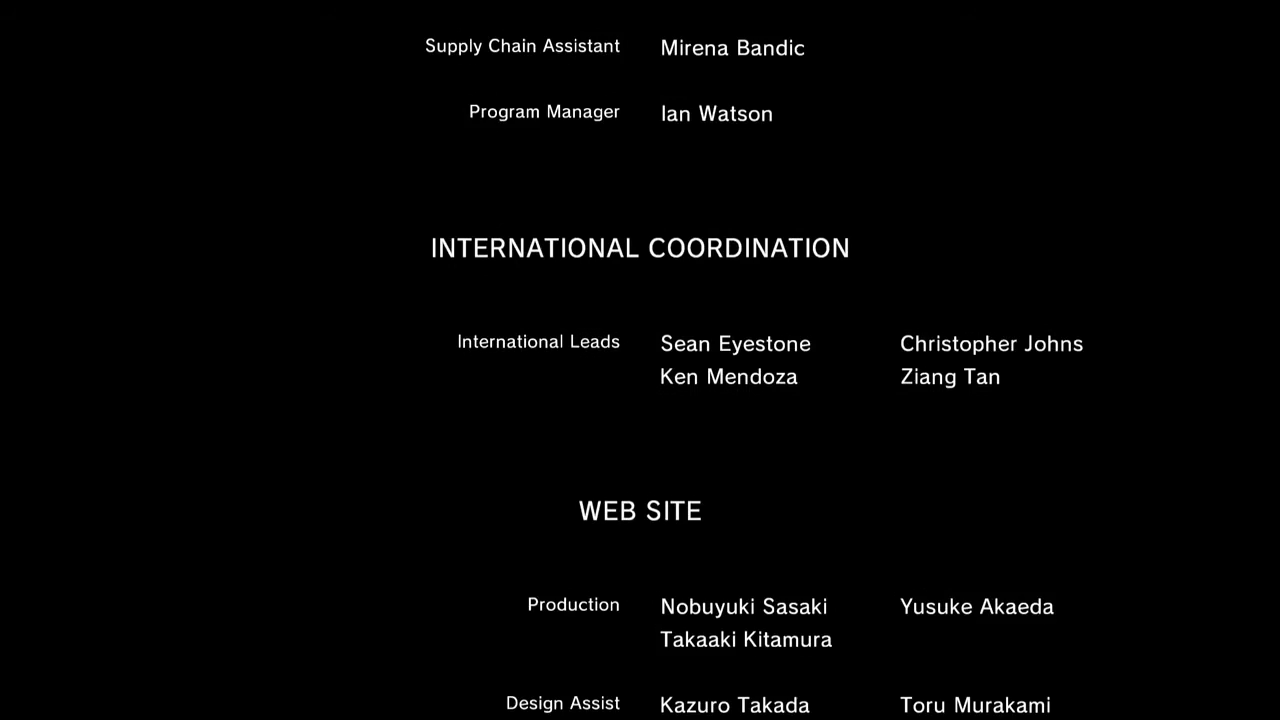 Supply Chain Assistant Mirena Bandic
Program Manager Ian Watson
INTERNATIONAL COORDINATION
International Leads Sean Eyestone Christopher Johns
Ken Mendoza Ziang Tan
WEB SITE
Production Nobuyuki Sasaki Yusuke Akaeda
Takaaki Kitamura
Design Assist Kazuro Takada Toru Murakami